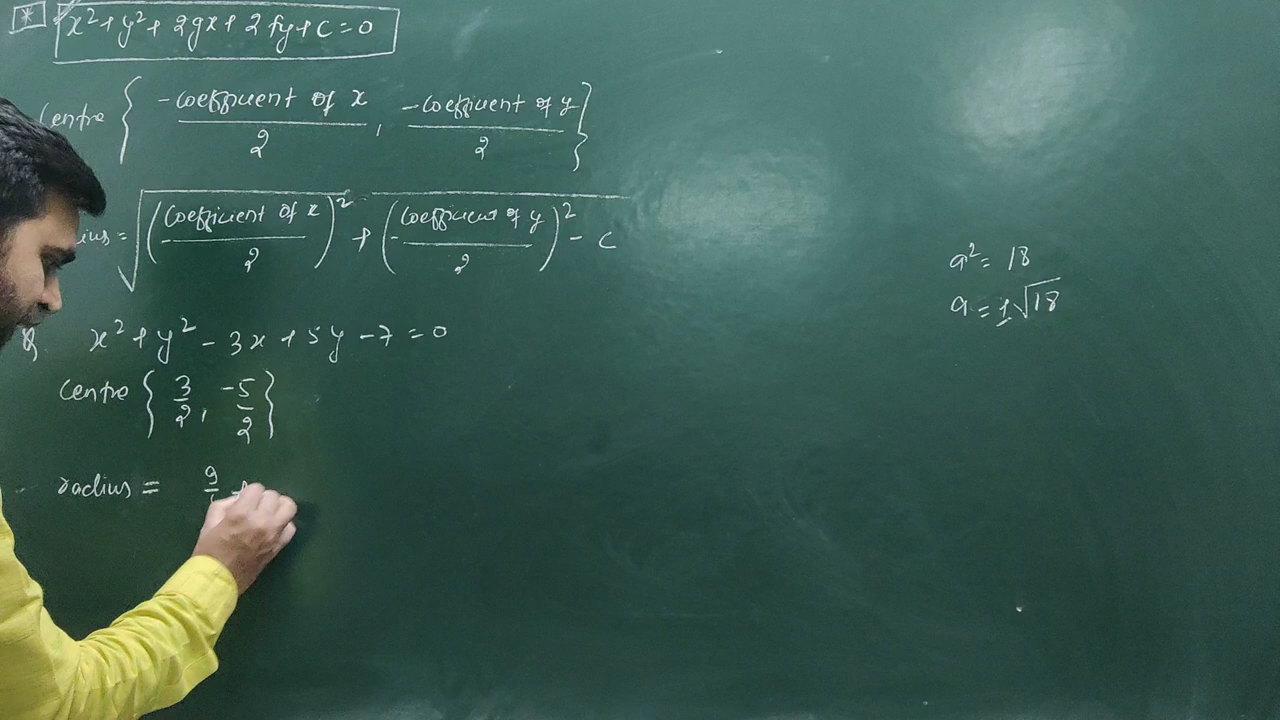 * x² + y² + 2gx + 2fy + c = 0
Centre { -coefficient of x / 2 , -coefficient of y / 2 }
ius = √( (coefficient of x / 2)² + (coefficient of y / 2)² - c
Q. x² + y² - 3x + 5y - 7 = 0
Centre { 3/2 , -5/2 }
radius = 9/
a² = 18
a = ±√18